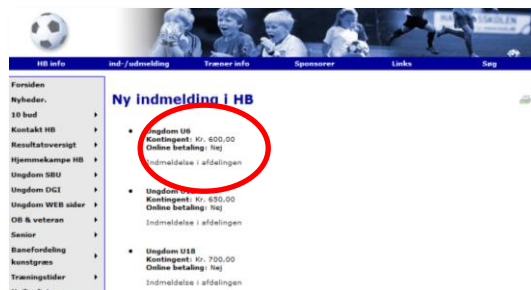 HB info
ind-/udmelding
Træner info
Sponsorer
Links
Søg
Forsiden
Nyheder.
10 bud
Kontakt HB
Resultatoversigt
Hjemmekampe HB
Ungdom SBU
Ungdom DGI
Ungdom WEB sider
OB & veteran
Senior
Banefordeling
kunstgræs
Træningstider
Ny indmelding i HB
Ungdom U6
Kontingent: Kr. 600,00
Online betaling: Nej
Indmeldelse i afdelingen
Ungdom
Kontingent: Kr. 650,00
Online betaling: Nej
Indmeldelse i afdelingen
Ungdom U18
Kontingent: Kr. 700,00
Online betaling: Nej
Indmeldelse i afdelingen